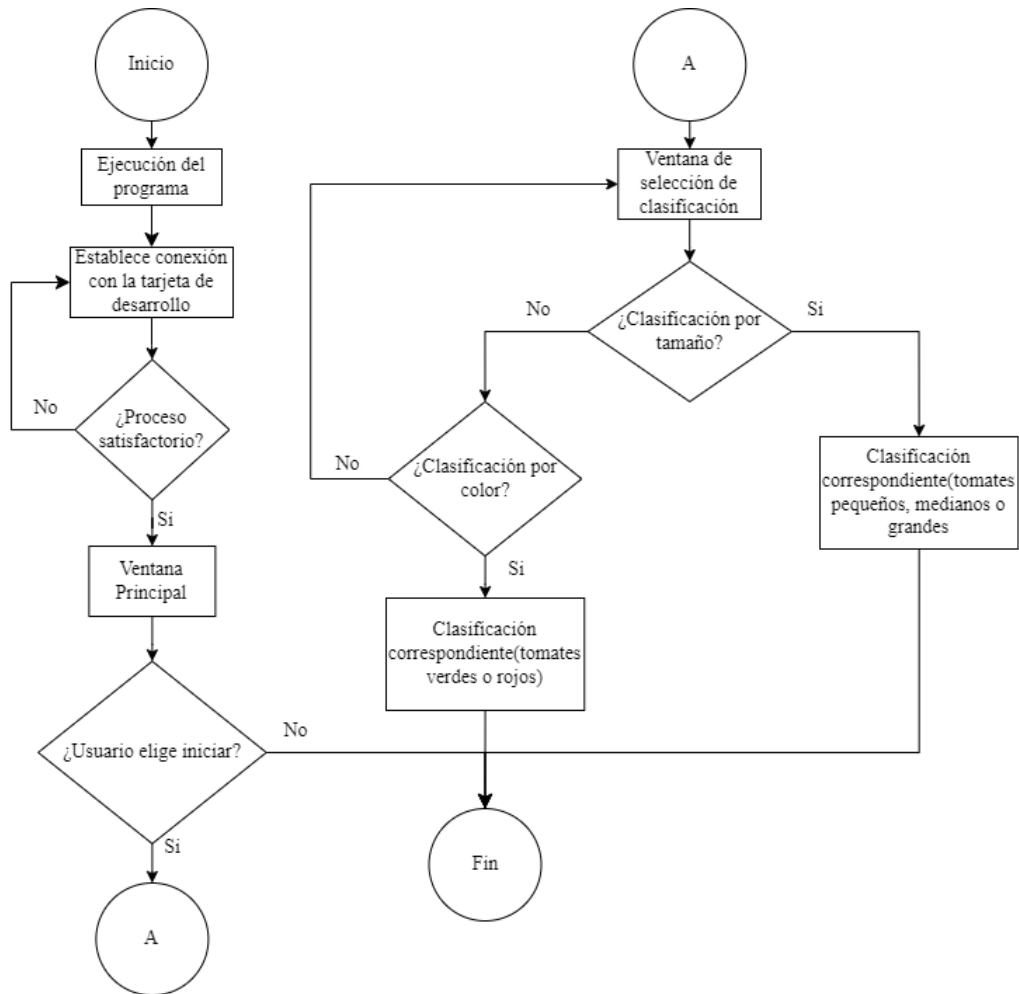 Inicio
Ejecución del
programa
Establece conexión
con la tarjeta de
desarrollo
No
¿Proceso
satisfactorio?
Si
Ventana
Principal
¿Usuario elige iniciar?
No
Si
A
A
Ventana de
selección de
clasificación
No
¿Clasificación por
tamaño?
Si
No
¿Clasificación por
color?
Si
Clasificación
correspondiente(tomates
pequeños, medianos o
grandes
Clasificación
correspondiente(tomates
verdes o rojos)
Fin